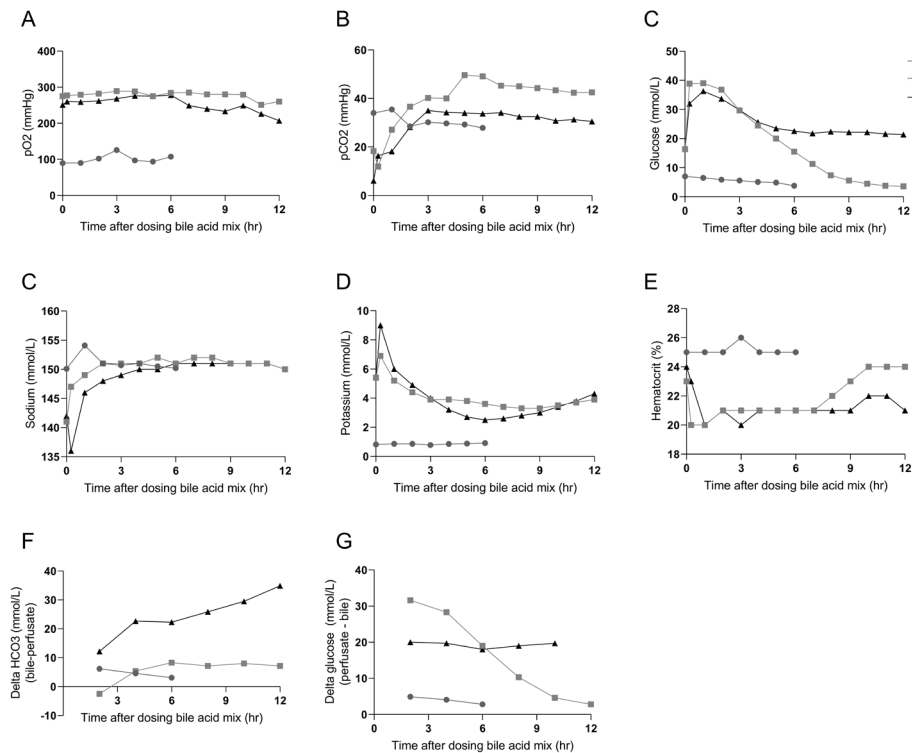 A
pO2 (mmHg)
400
300
200
100
0
0 3 6 9 12
Time after dosing bile acid mix (hr)
B
pCO2 (mmHg)
60
40
20
0
0 3 6 9 12
Time after dosing bile acid mix (hr)
C
Glucose (mmol/L)
50
40
30
20
10
0
0 3 6 9 12
Time after dosing bile acid mix (hr)
C
Sodium (mmol/L)
160
155
150
145
140
135
0 3 6 9 12
Time after dosing bile acid mix (hr)
D
Potassium (mmol/L)
10
8
6
4
2
0
0 3 6 9 12
Time after dosing bile acid mix (hr)
E
Hematocrit (%)
28
26
24
22
20
18
0 3 6 9 12
Time after dosing bile acid mix (hr)
F
Delta HCO3 (mmol/L)
(bile-perfusate)
40
30
20
10
0
-10
3 6 9 12
Time after dosing bile acid mix (hr)
G
Delta glucose (mmol/L)
(perfusate - bile)
40
30
20
10
0
0 3 6 9 12
Time after dosing bile acid mix (hr)